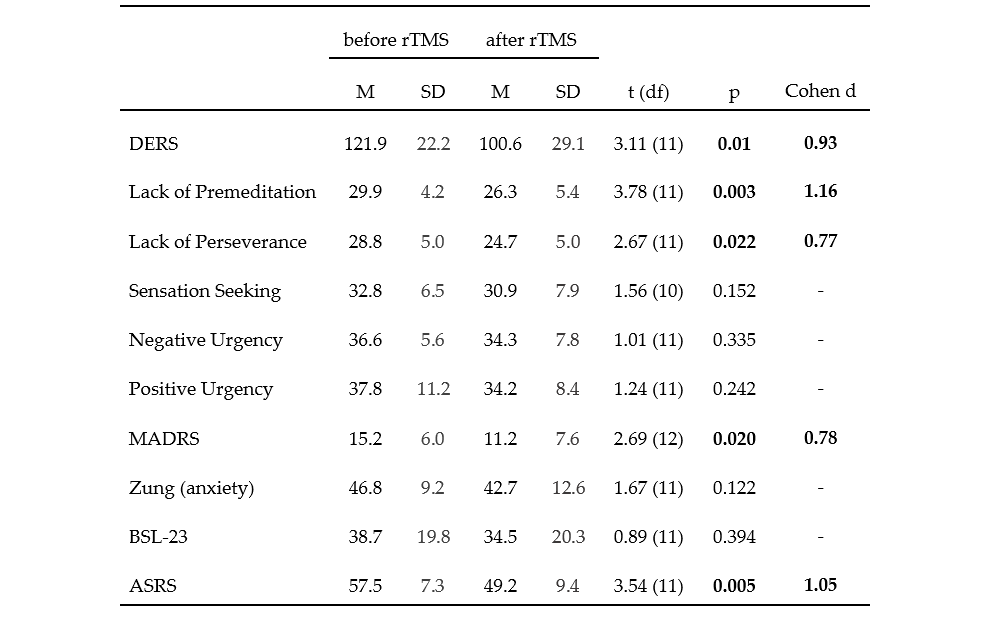 before rTMS after rTMS
M SD M SD t (df) p Cohen d
DERS 121.9 22.2 100.6 29.1 3.11 (11) 0.01 0.93
Lack of Premeditation 29.9 4.2 26.3 5.4 3.78 (11) 0.003 1.16
Lack of Perseverance 28.8 5.0 24.7 5.0 2.67 (11) 0.022 0.77
Sensation Seeking 32.8 6.5 30.9 7.9 1.56 (10) 0.152 -
Negative Urgency 36.6 5.6 34.3 7.8 1.01 (11) 0.335 -
Positive Urgency 37.8 11.2 34.2 8.4 1.24 (11) 0.242 -
MADRS 15.2 6.0 11.2 7.6 2.69 (12) 0.020 0.78
Zung (anxiety) 46.8 9.2 42.7 12.6 1.67 (11) 0.122 -
BSL-23 38.7 19.8 34.5 20.3 0.89 (11) 0.394 -
ASRS 57.5 7.3 49.2 9.4 3.54 (11) 0.005 1.05